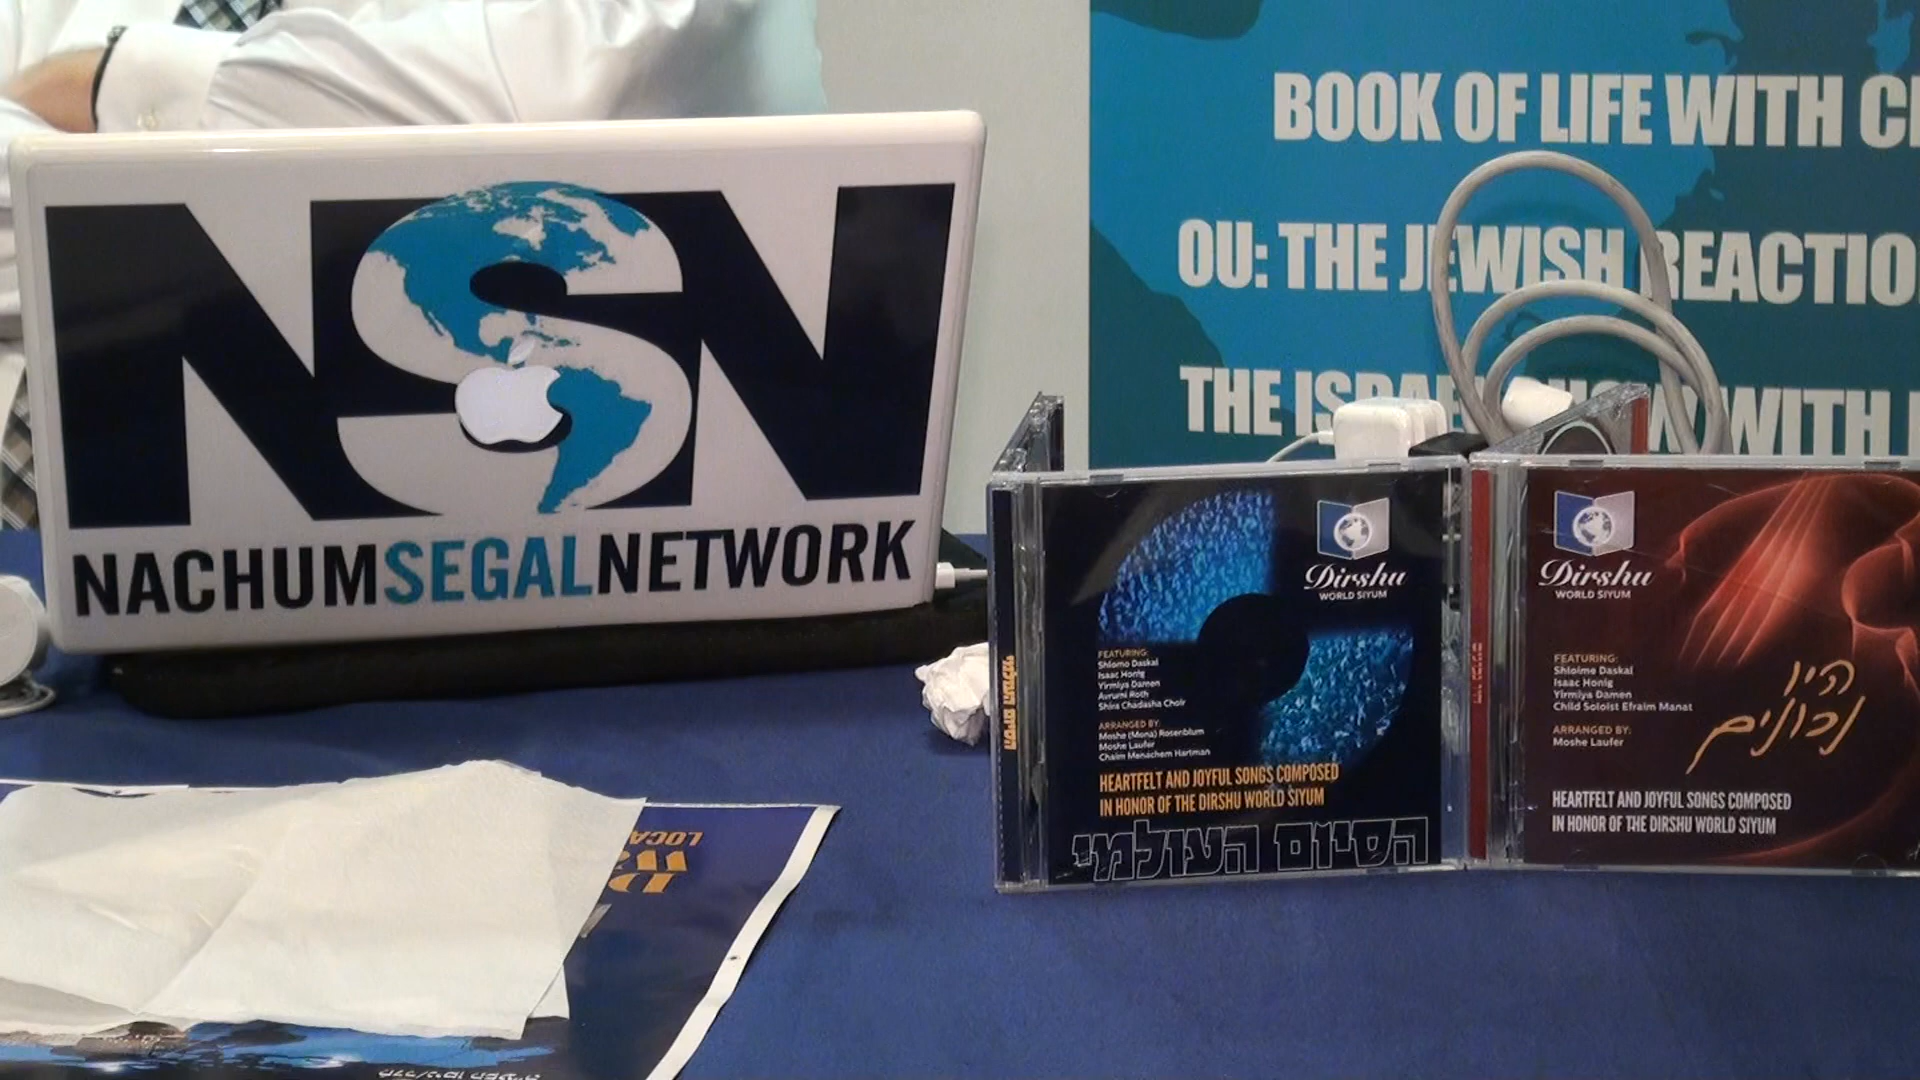 NSN
NACHUMSEGALNETWORK
BOOK OF LIFE WITH
OU: THE JEWISH
THE WITH
Dirshu
WORLD SIYUM
FEATURING:
Shlomo Daskal
Isaac Honig
Yirmiya Damen
Avrumi Roth
Shira Chadasha Choir
ARRANGED BY:
Moshe (Mona) Rosenblum
Moshe Laufer
Chaim Menachem Hartman
HEARTFELT AND JOYFUL SONGS COMPOSED
IN HONOR OF THE DIRSHU WORLD SIYUM
הסיום העולמי
Dirshu
WORLD SIYUM
FEATURING:
Shloime Daskal
Isaac Honig
Yirmiya Damen
Child Soloist Efraim Manat
ARRANGED BY:
Moshe Laufer
היו
נכונים
HEARTFELT AND JOYFUL SONGS COMPOSED
IN HONOR OF THE DIRSHU WORLD SIYUM